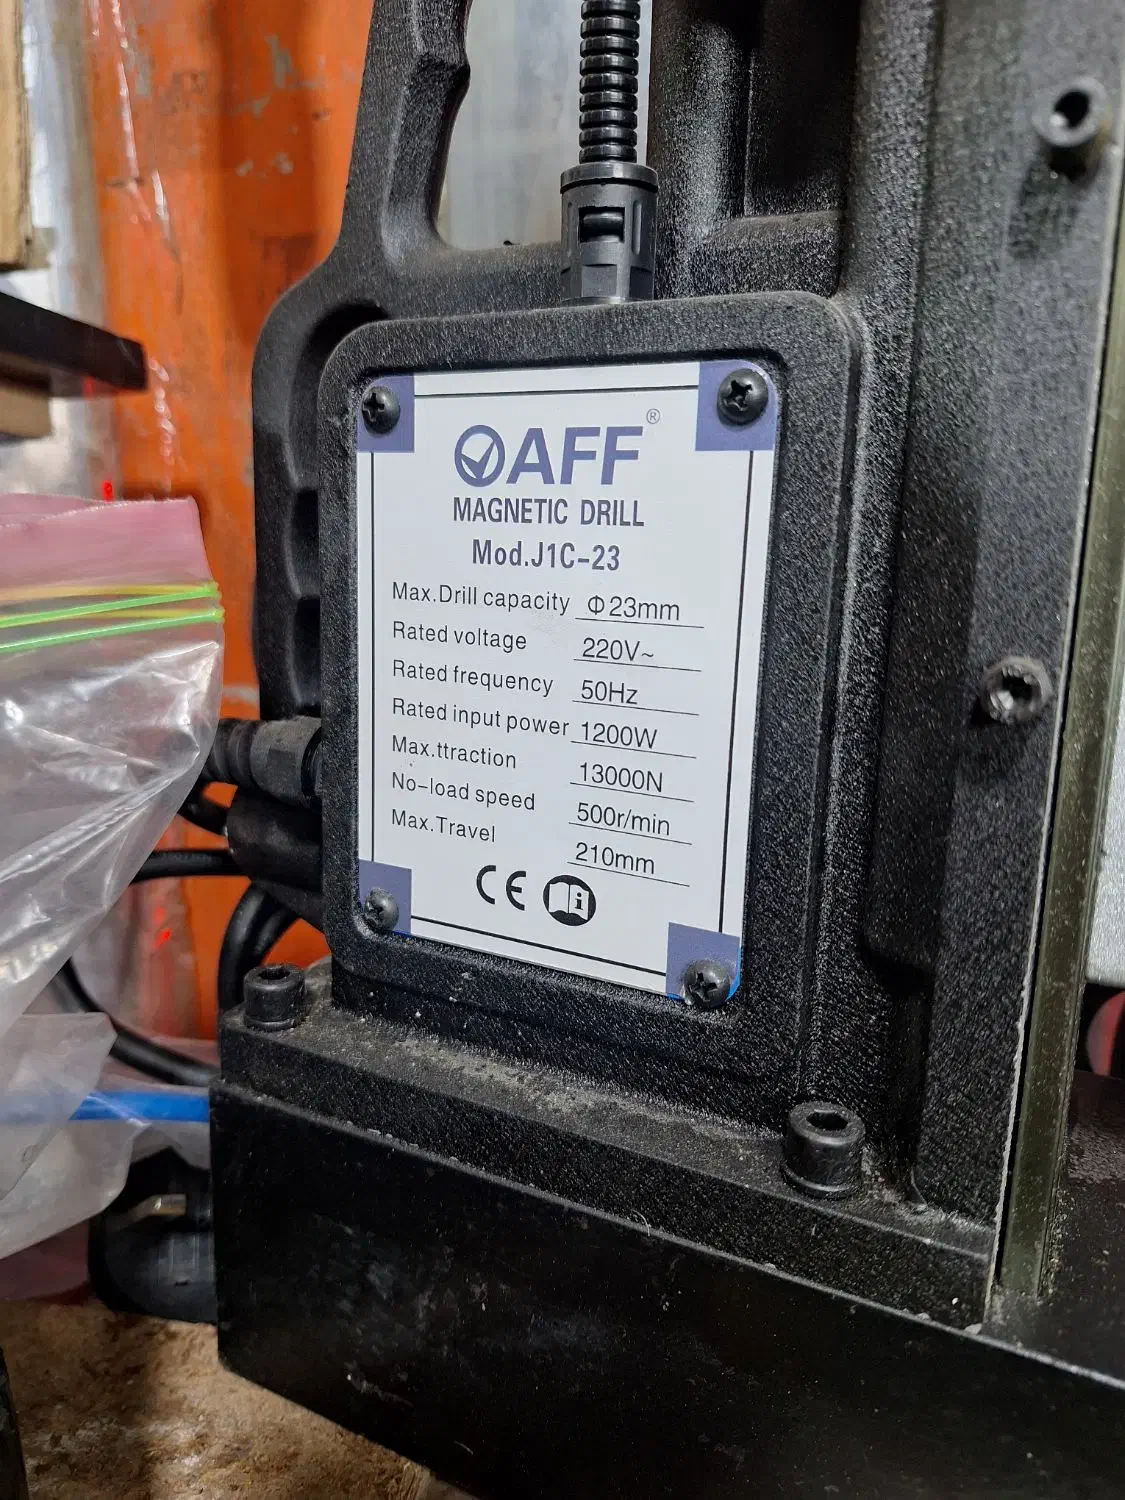 AFF®
MAGNETIC DRILL
Mod.J1C-23
Max.Drill capacity Φ23mm
Rated voltage 220V~
Rated frequency 50Hz
Rated input power 1200W
Max.ttraction 13000N
No-load speed 500r/min
Max.Travel 210mm
CE i